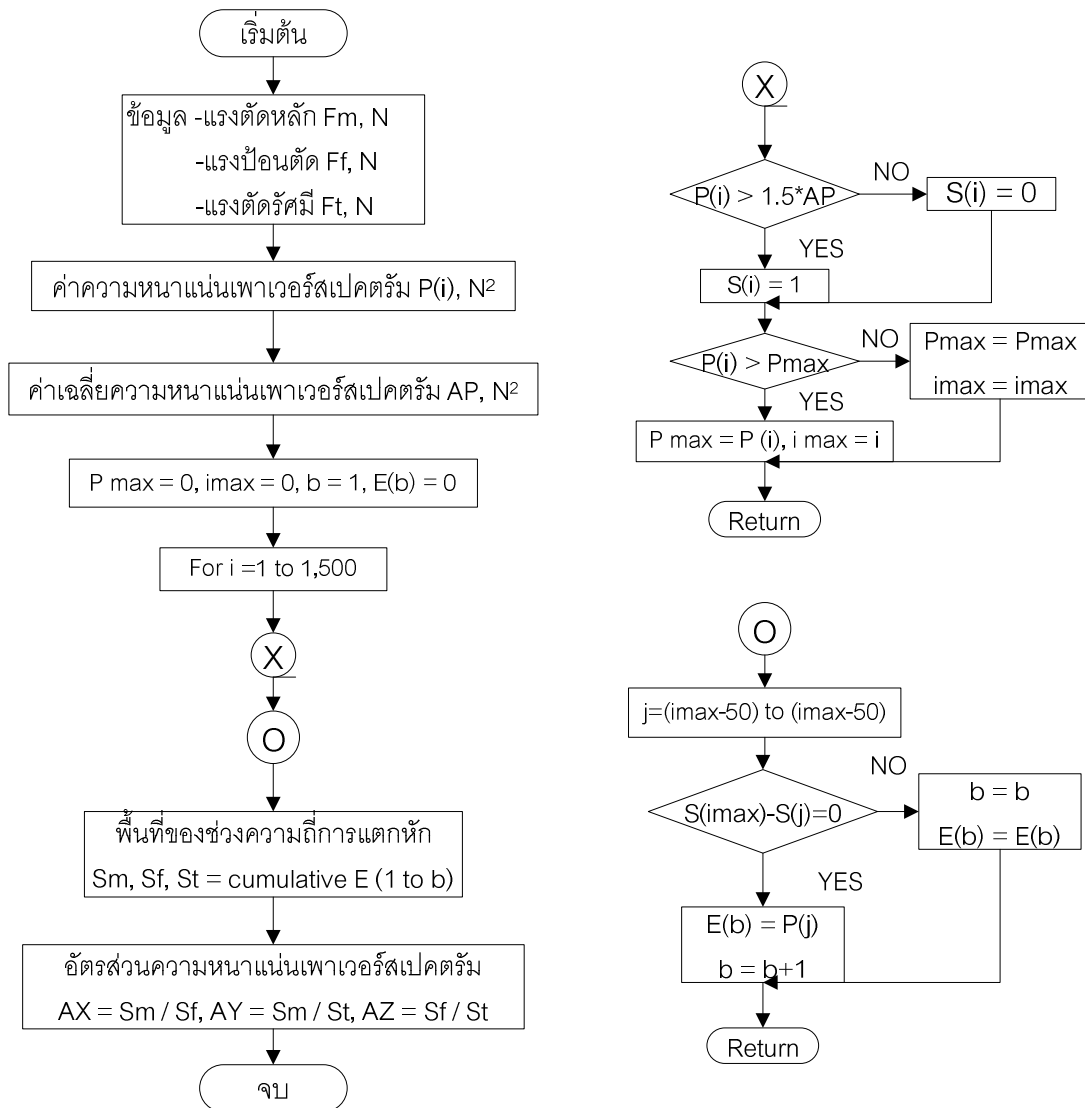 เริ่มต้น
ข้อมูล -แรงตัดหลัก Fm, N
-แรงป้อนตัด Ff, N
-แรงตัดรัศมี Ft, N
ค่าความหนาแน่นเพาเวอร์สเปคตรัม P(i), N²
ค่าเฉลี่ยความหนาแน่นเพาเวอร์สเปคตรัม AP, N²
P max = 0, imax = 0, b = 1, E(b) = 0
For i =1 to 1,500
X
O
พื้นที่ของช่วงความถี่การแตกหัก
Sm, Sf, St = cumulative E (1 to b)
อัตรส่วนความหนาแน่นเพาเวอร์สเปคตรัม
AX = Sm / Sf, AY = Sm / St, AZ = Sf / St
จบ
X
P(i) > 1.5*AP
NO
S(i) = 0
YES
S(i) = 1
P(i) > Pmax
NO
Pmax = Pmax
imax = imax
YES
P max = P (i), i max = i
Return
O
j=(imax-50) to (imax-50)
S(imax)-S(j)=0
NO
b = b
E(b) = E(b)
YES
E(b) = P(j)
b = b+1
Return